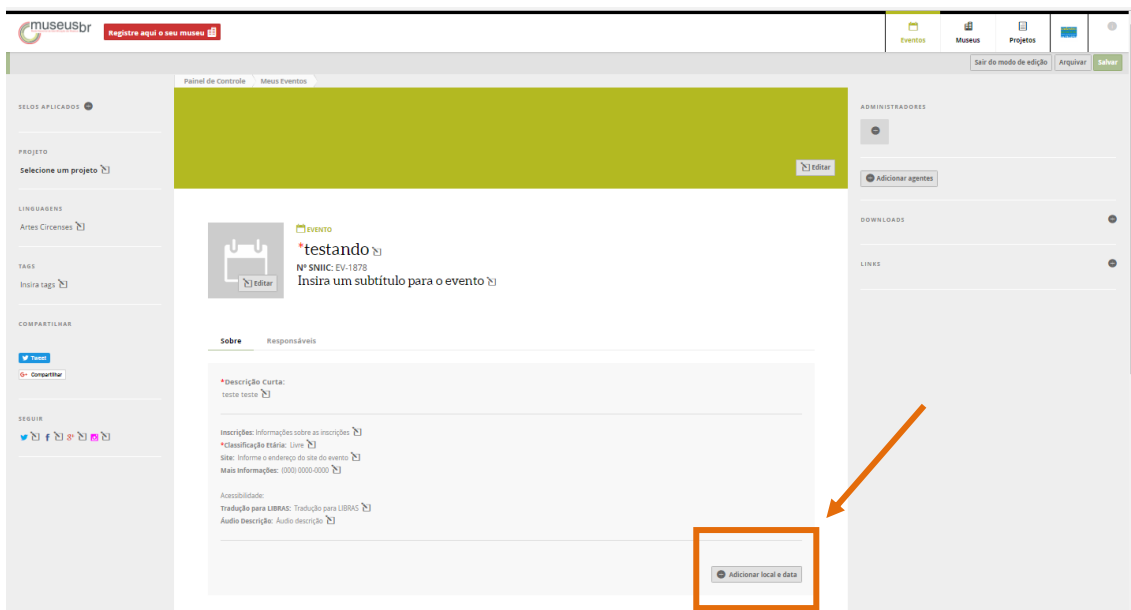 museusbr
Registre aqui o seu museu
Eventos
Museus
Projetos
Sair do modo de edição
Arquivar
Salvar
Painel de Controle
Meus Eventos
SELOS APLICADOS
PROJETO
Selecione um projeto
LINGUAGENS
Artes Circenses
TAGS
Insira tags
COMPARTILHAR
Tweet
G+ Compartilhar
SEGUIR
Editar
EVENTO
*testando
Nº SNIIC: EV-1878
Insira um subtítulo para o evento
Editar
Sobre
Responsáveis
*Descrição Curta:
teste teste
Inscrições: Informações sobre as inscrições
*Classificação Etária: Livre
Site: Informe o endereço do site do evento
Mais Informações: (000) 0000-0000
Acessibilidade:
Tradução para LIBRAS: Tradução para LIBRAS
Áudio Descrição: Áudio descrição
Adicionar local e data
ADMINISTRADORES
Adicionar agentes
DOWNLOADS
LINKS